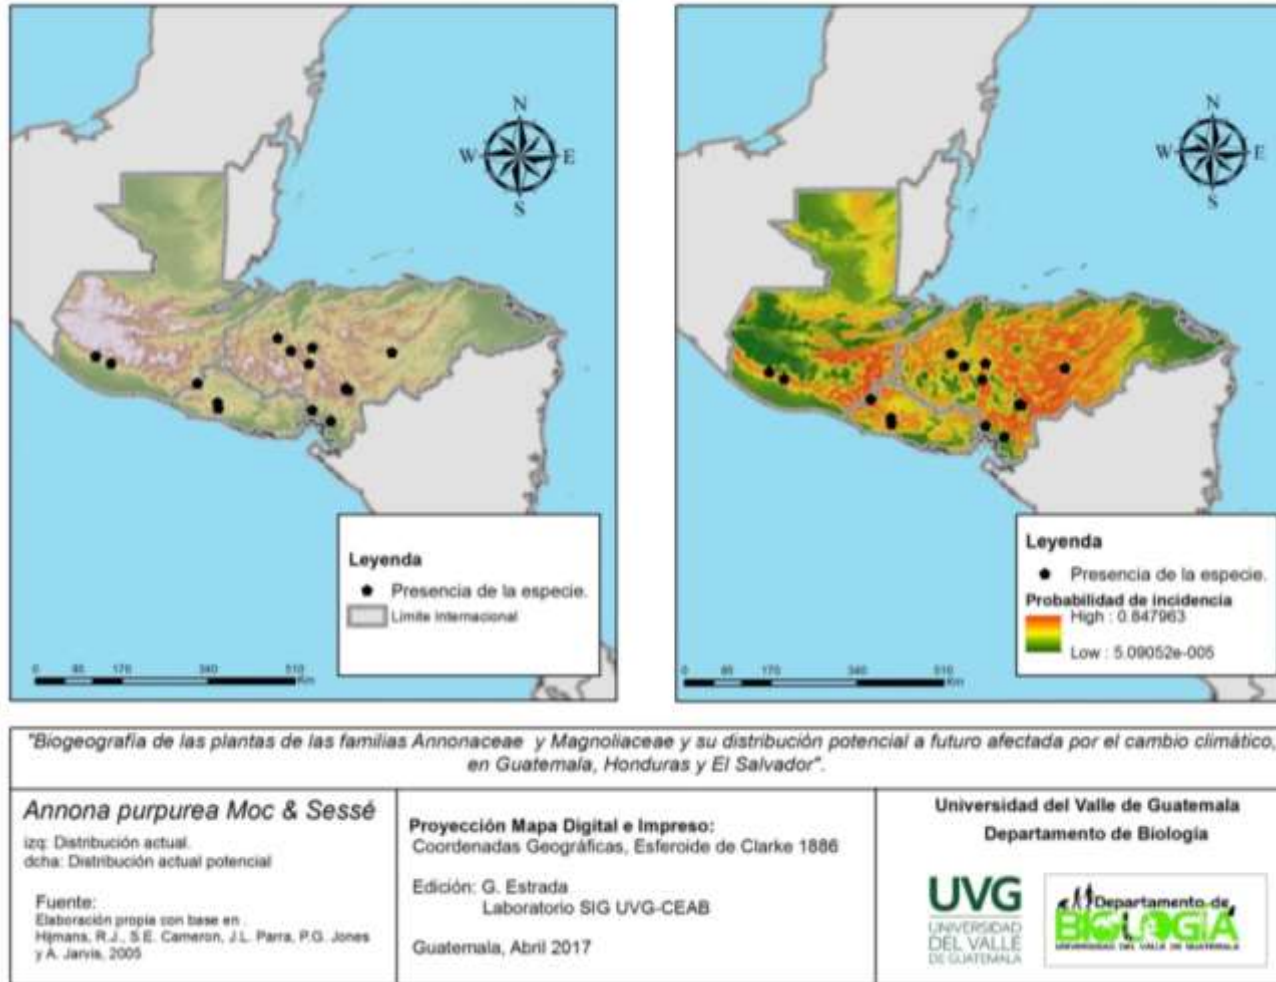 N
W E
S
Leyenda
Presencia de la especie.
Límite Internacional
0 85 170 340 510
Km
N
W E
S
Leyenda
Presencia de la especie.
Probabilidad de incidencia
High : 0.847963
Low : 5.09052e-005
0 85 170 340 510
Km
"Biogeografía de las plantas de las familias Annonaceae y Magnoliaceae y su distribución potencial a futuro afectada por el cambio climático,
en Guatemala, Honduras y El Salvador".
Annona purpurea Moc & Sessé
izq: Distribución actual.
dcha: Distribución actual potencial
Fuente:
Elaboración propia con base en .
Hijmans, R.J., S.E. Cameron, J.L. Parra, P.G. Jones
y A. Jarvis, 2005
Proyección Mapa Digital e Impreso:
Coordenadas Geográficas, Esferoide de Clarke 1886
Edición: G. Estrada
Laboratorio SIG UVG-CEAB
Guatemala, Abril 2017
Universidad del Valle de Guatemala
Departamento de Biología
UVG
UNIVERSIDAD
DEL VALLE
DE GUATEMALA
Departamento de
BIOLOGÍA
UNIVERSIDAD DEL VALLE DE GUATEMALA